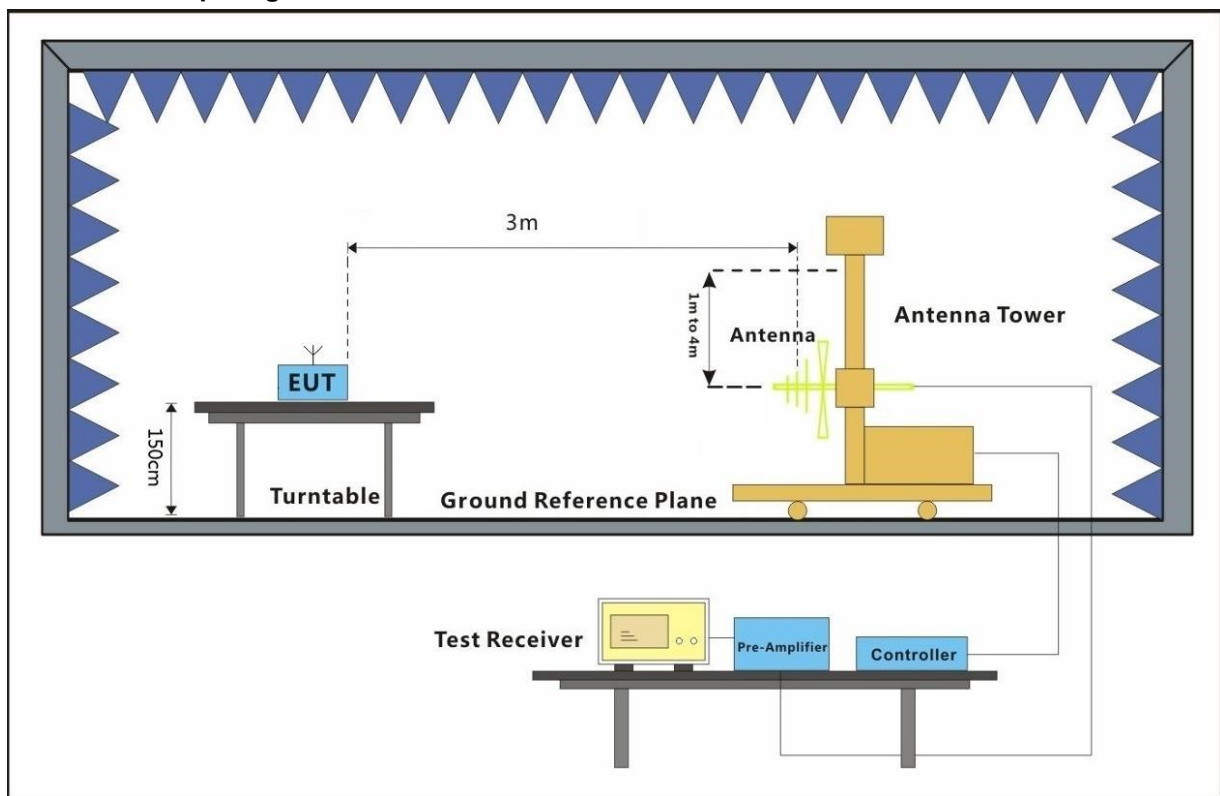 3m
1m to 4m
Antenna
Antenna Tower
EUT
150cm
Turntable
Ground Reference Plane
Test Receiver
Pre-Amplifier
Controller